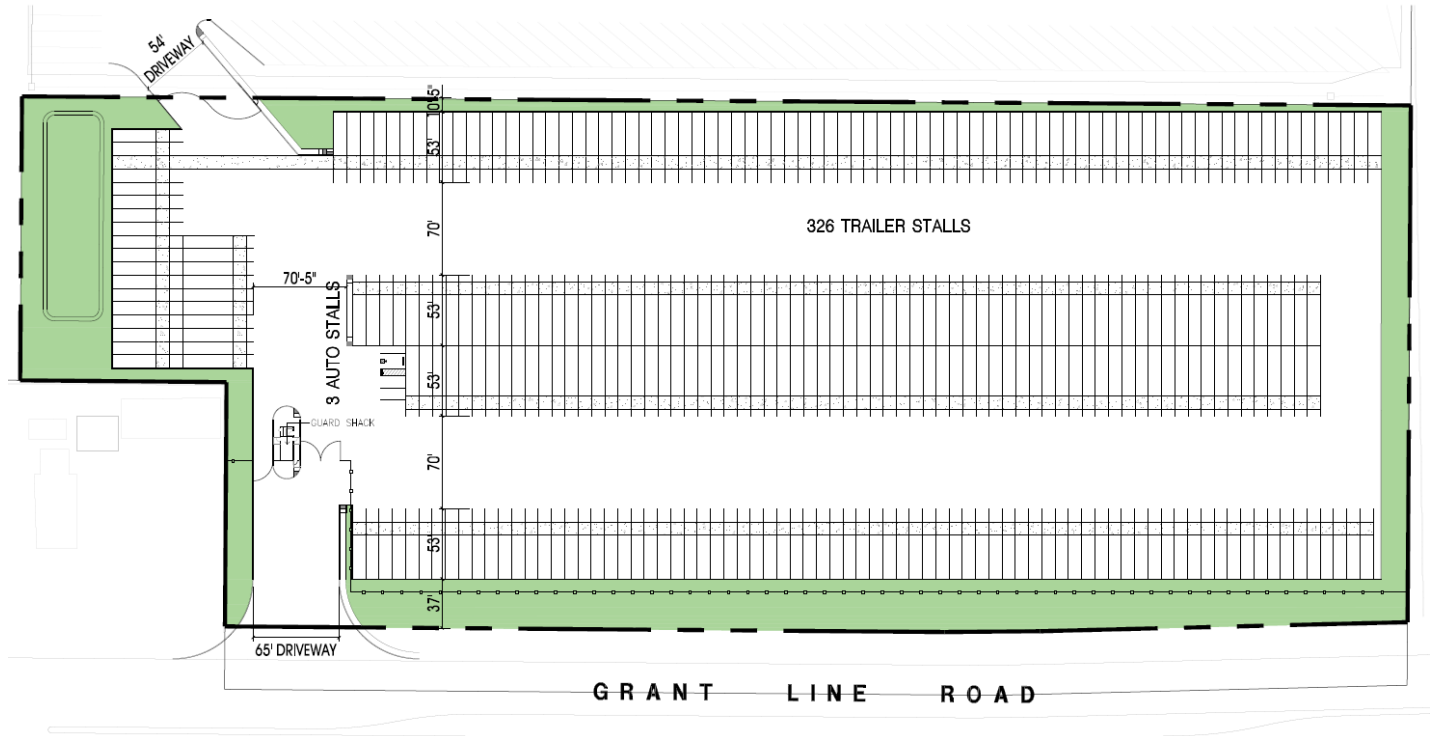 54'
DRIVEWAY
10'-5"
53'
70'
326 TRAILER STALLS
70'-5"
53'
3 AUTO STALLS
53'
GUARD SHACK
70'
53'
37'
65' DRIVEWAY
GRANT LINE ROAD